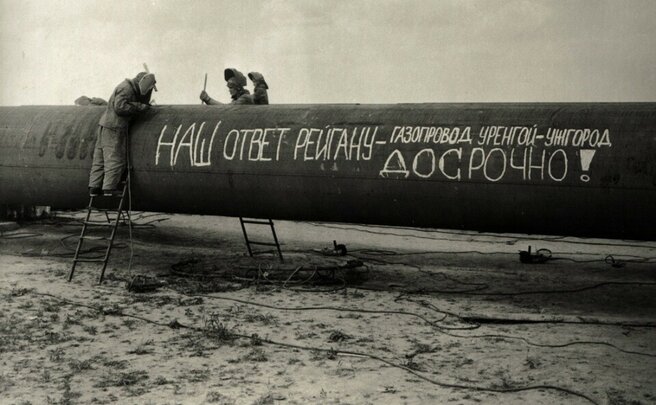 НАШ ОТВЕТ РЕЙГАНУ - ГАЗОПРОВОД УРЕНГОЙ-УЖГОРОД
ДОСРОЧНО!